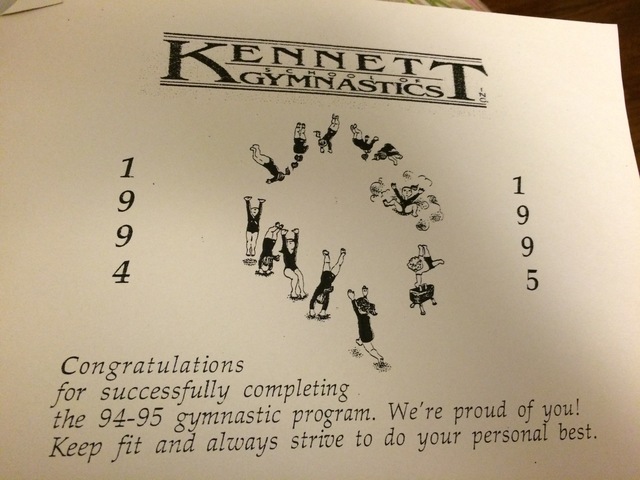 KENNETT
SCHOOL OF
GYMNASTICS
INC.
1
9
9
4
1
9
9
5
Congratulations
for successfully completing
the 94-95 gymnastic program. We're proud of you!
Keep fit and always strive to do your personal best.